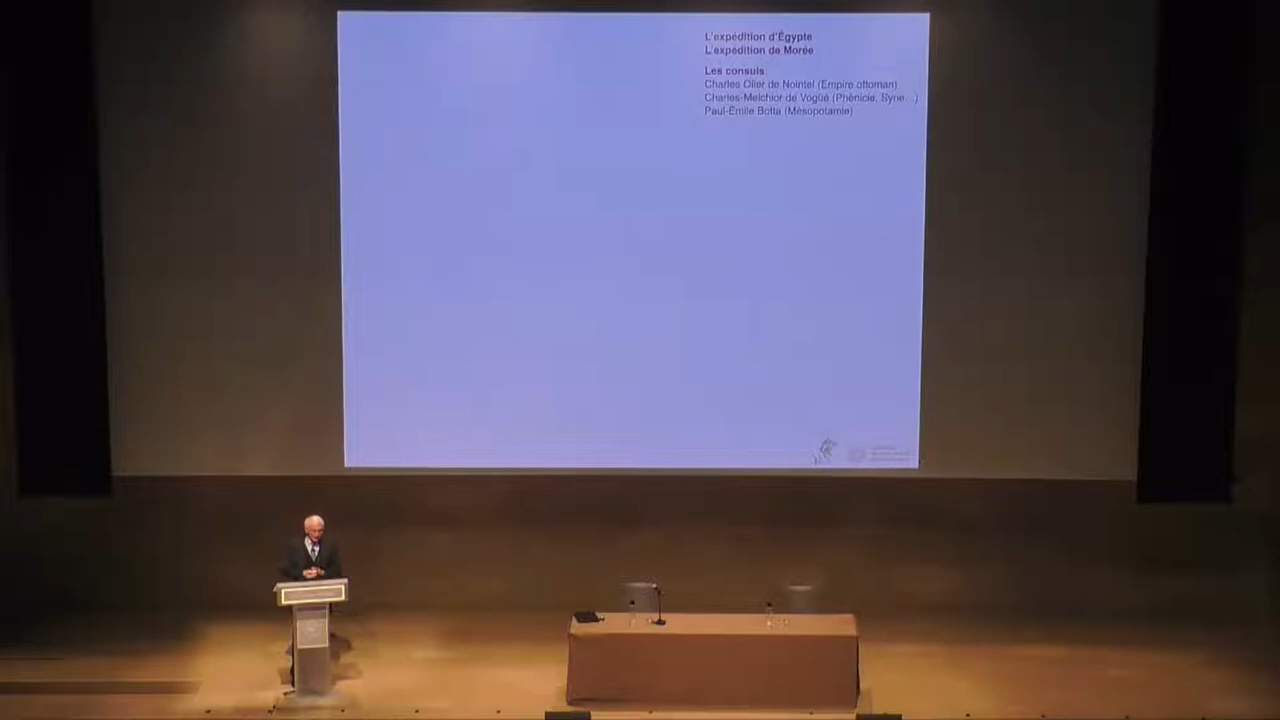 L'expédition d'Égypte
L'expédition de Morée
Les consuls
Charles Olier de Nointel (Empire ottoman)
Charles-Melchior de Vogüé (Phénicie, Syrie...)
Paul-Émile Botta (Mésopotamie)